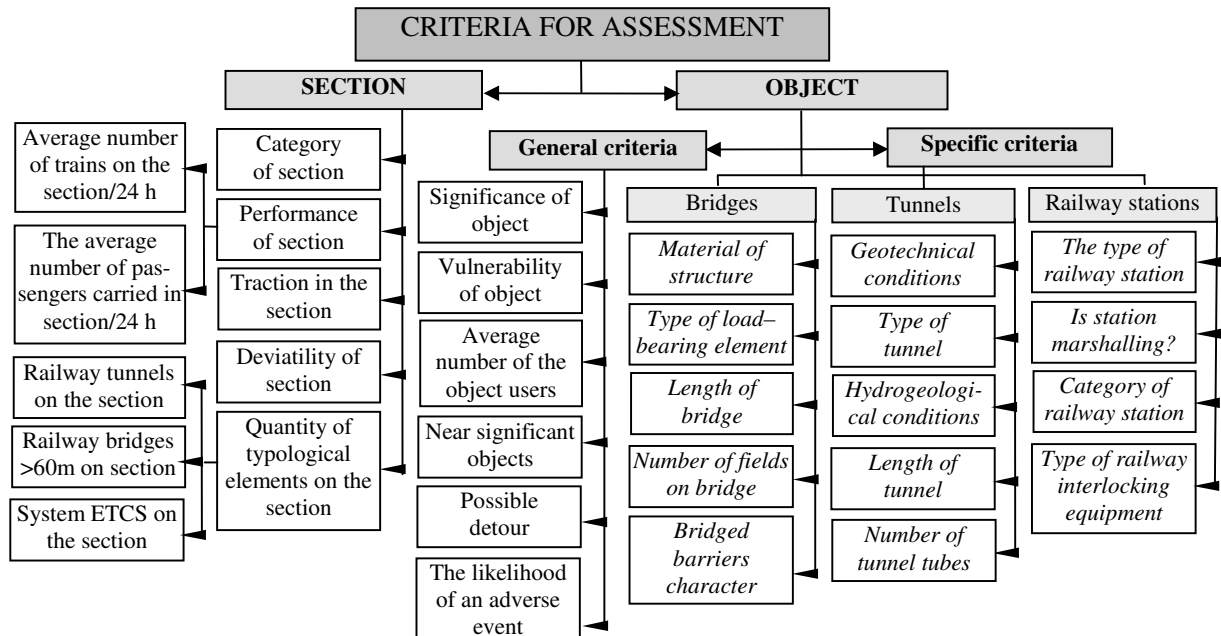 CRITERIA FOR ASSESSMENT
SECTION
OBJECT
Average number
of trains on the
section/24 h
The average
number of pas-
sengers carried in
section/24 h
Railway tunnels
on the section
Railway bridges
>60m on section
System ETCS on
the section
Category
of section
Performance
of section
Traction in the
section
Deviatility of
section
Quantity of
typological
elements on the
section
General criteria
Specific criteria
Significance of
object
Vulnerability
of object
Average
number of the
object users
Near significant
objects
Possible
detour
The likelihood
of an adverse
event
Bridges
Material of
structure
Type of load–
bearing element
Length of
bridge
Number of fields
on bridge
Bridged
barriers
character
Tunnels
Geotechnical
conditions
Type of
tunnel
Hydrogeologi-
cal conditions
Length of
tunnel
Number of
tunnel tubes
Railway stations
The type of
railway station
Is station
marshalling?
Category of
railway station
Type of railway
interlocking
equipment